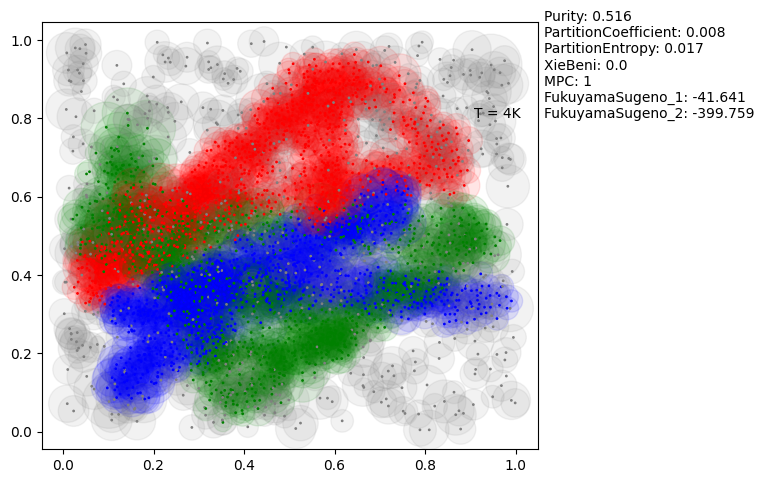 Purity: 0.516
PartitionCoefficient: 0.008
PartitionEntropy: 0.017
XieBeni: 0.0
MPC: 1
FukuyamaSugeno_1: -41.641
FukuyamaSugeno_2: -399.759
T = 4K
1.0
0.8
0.6
0.4
0.2
0.0
0.0 0.2 0.4 0.6 0.8 1.0